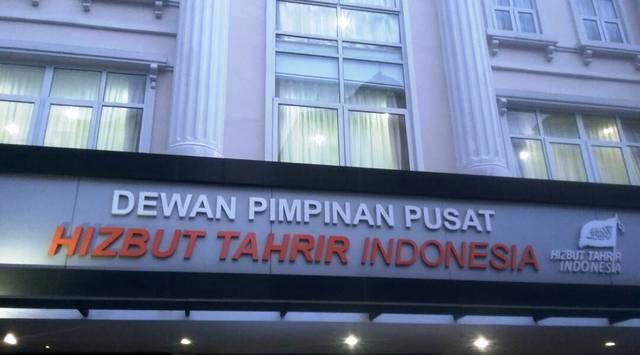 DEWAN PIMPINAN PUSAT
HIZBUT TAHRIR INDONESIA
HIZBUT TAHRIR
INDONESIA